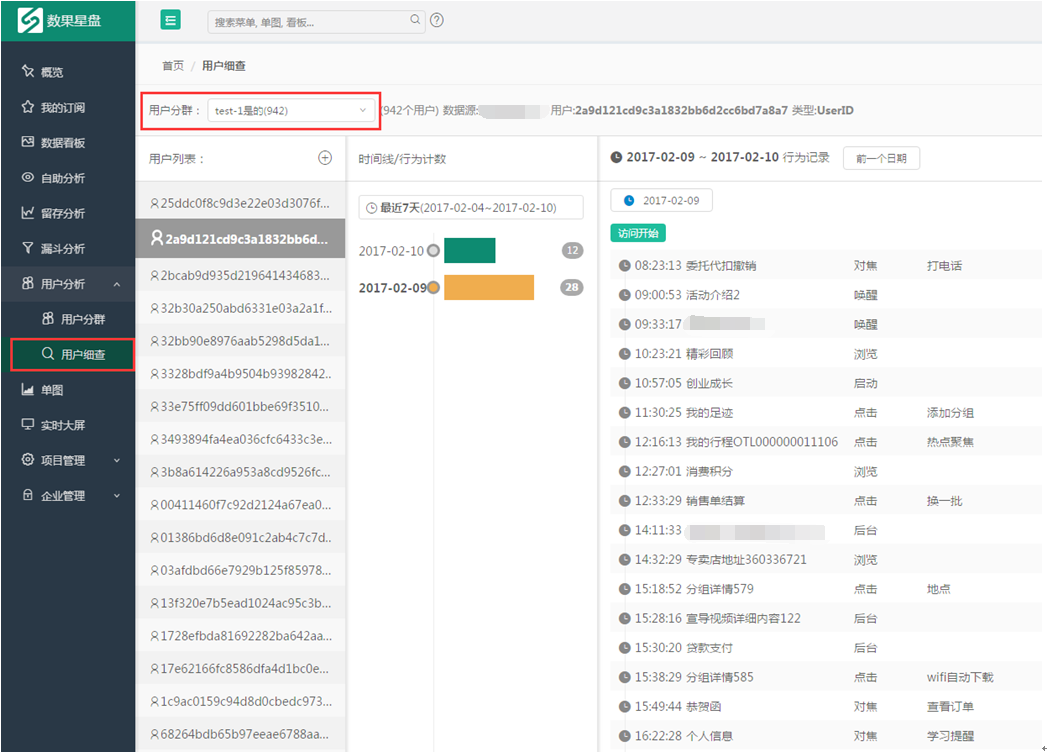 数果星盘
搜索菜单, 单图, 看板...
概览
我的订阅
数据看板
自助分析
留存分析
漏斗分析
用户分析
用户分群
用户细查
单图
实时大屏
项目管理
企业管理
首页 / 用户细查
用户分群： test-1是的(942) (942个用户) 数据源: 用户:2a9d121cd9c3a1832bb6d2cc6bd7a8a7 类型:UserID
用户列表：
25ddc0f8c9d3e22e03d3076f...
2a9d121cd9c3a1832bb6d...
2bcab9d935d219641434683...
32b30a250abd6331e03a2a1f...
32bb90e8976aab5298d5da1...
3328bdf9a4b9504b93982842...
33e75ff09dd601bbe69f3510...
3493894fa4ea036cfc6433c3e...
3b8a614226a953a8cd9526fc...
00411460f7c92d2124a67ea0...
01386bd6d8e091c2ab4c7c7d...
03afdbd66e7929b125f85978...
13f320e7b5ead1024ac95c3b...
1728efbda81692282ba642aa...
17e62166fc8586dfa4d1bc0e...
1c9ac0159c94d8d0cbedc973...
68264bdb65b97eeae6788aa...
时间线/行为计数
最近7天(2017-02-04~2017-02-10)
2017-02-10 12
2017-02-09 28
2017-02-09 ~ 2017-02-10 行为记录 前一个日期
2017-02-09
访问开始
08:23:13 委托代扣撤销 对焦 打电话
09:00:53 活动介绍2 唤醒
09:33:17 唤醒
10:23:21 精彩回顾 浏览
10:57:05 创业成长 启动
11:30:25 我的足迹 点击 添加分组
12:16:13 我的行程OTL000000011106 点击 热点聚焦
12:27:01 消费积分 浏览
12:33:29 销售单结算 点击 换一批
14:11:33 后台
14:32:29 专卖店地址360336721 浏览
15:18:52 分组详情579 点击 地点
15:28:16 宣导视频详细内容122 后台
15:30:20 贷款支付 后台
15:38:29 分组详情585 点击 wifi自动下载
15:49:44 恭贺函 对焦 查看订单
16:22:28 个人信息 对焦 学习提醒